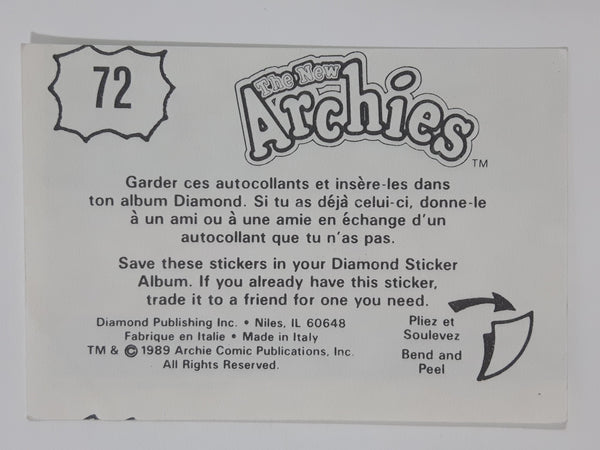 72
The New
Archies
TM
Garder ces autocollants et insère-les dans
ton album Diamond. Si tu as déjà celui-ci, donne-le
à un ami ou à une amie en échange d'un
autocollant que tu n'as pas.
Save these stickers in your Diamond Sticker
Album. If you already have this sticker,
trade it to a friend for one you need.
Diamond Publishing Inc. • Niles, IL 60648
Fabrique en Italie • Made in Italy
TM & © 1989 Archie Comic Publications, Inc.
All Rights Reserved.
Pliez et
Soulevez
Bend and
Peel